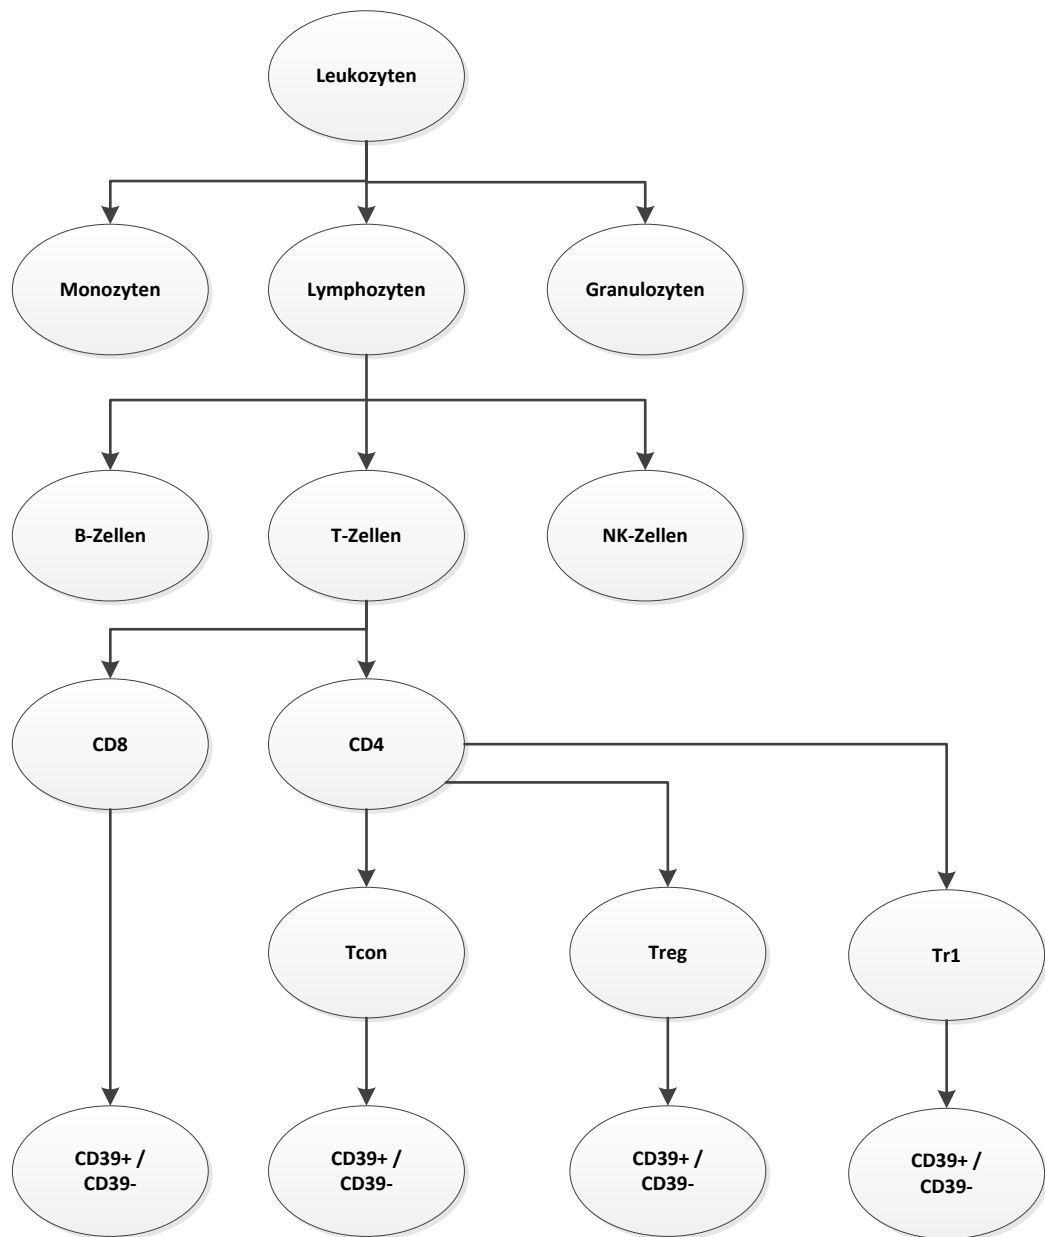 Leukozyten
Monozyten
Lymphozyten
Granulozyten
B-Zellen
T-Zellen
NK-Zellen
CD8
CD4
Tcon
Treg
Tr1
CD39+ /
CD39-
CD39+ /
CD39-
CD39+ /
CD39-
CD39+ /
CD39-